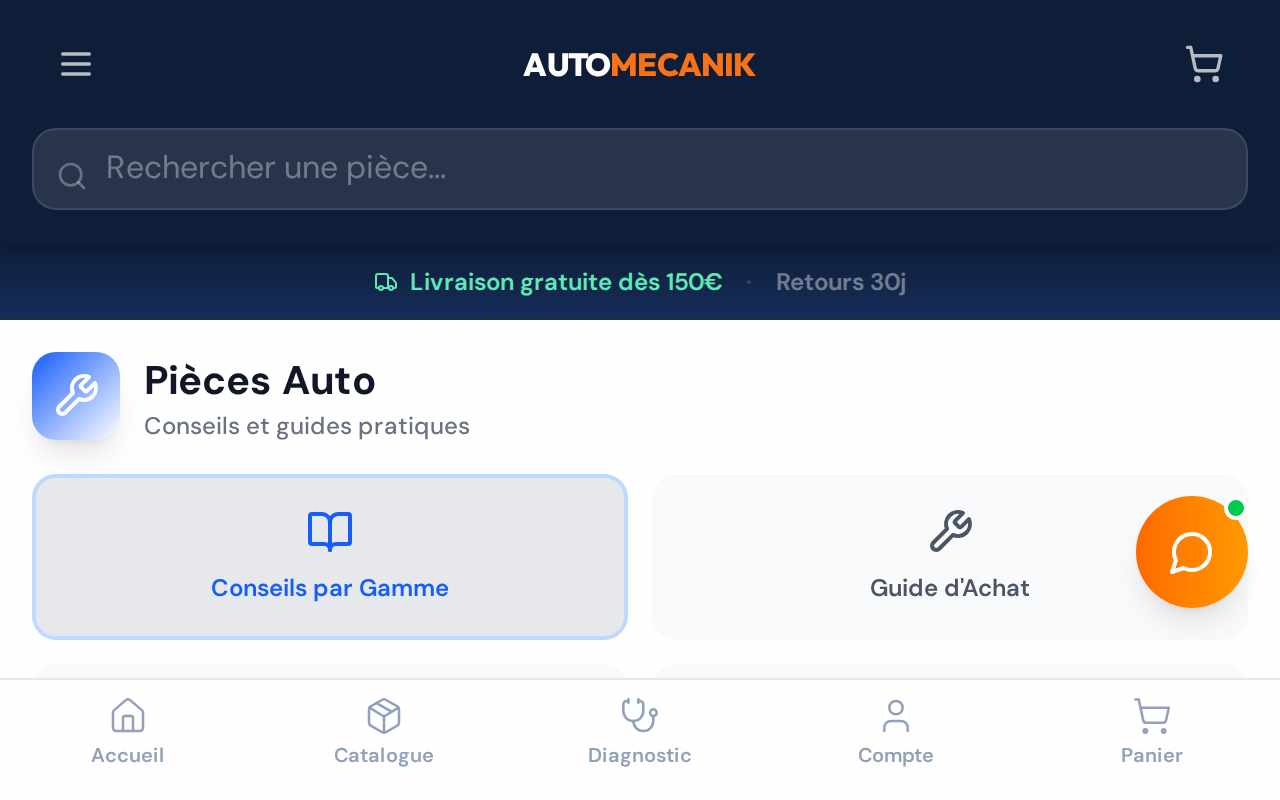 AUTOMECANIK
Rechercher une pièce...
Livraison gratuite dès 150€ · Retours 30j
Pièces Auto
Conseils et guides pratiques
Conseils par Gamme
Guide d'Achat
Accueil
Catalogue
Diagnostic
Compte
Panier